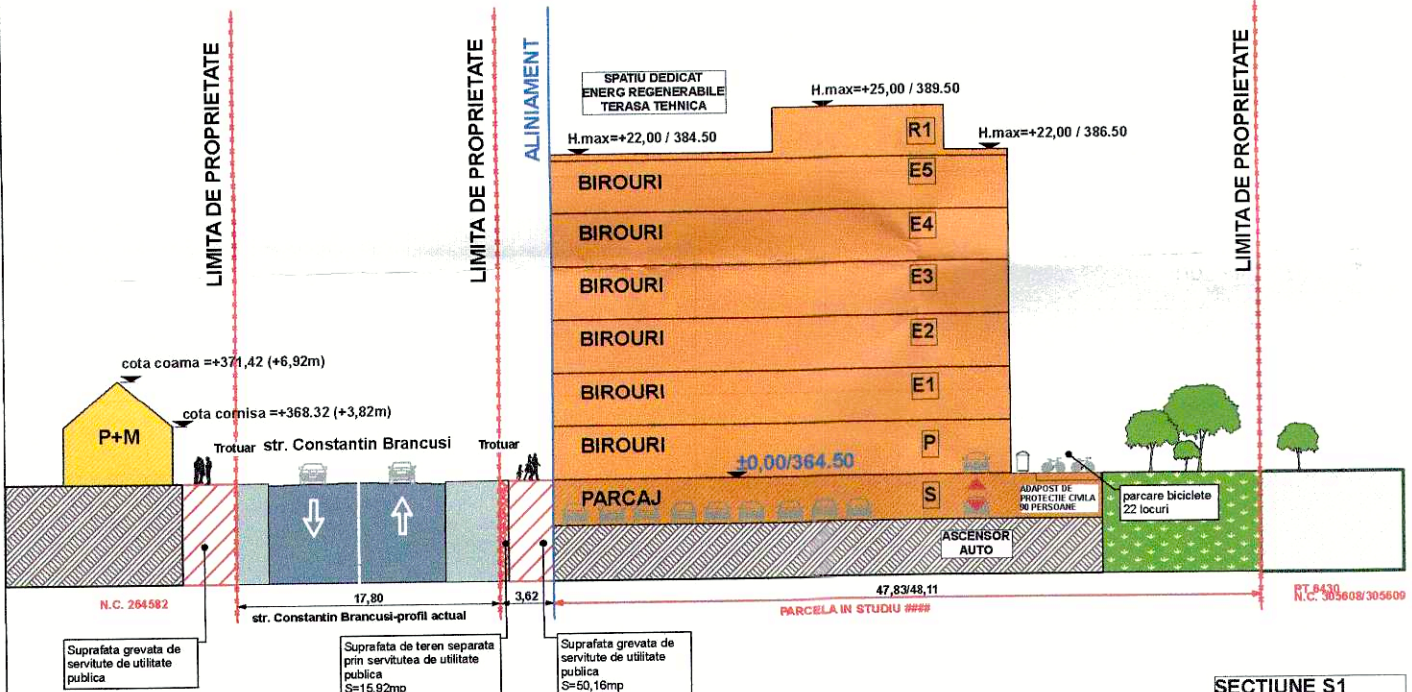 LIMITA DE PROPRIETATE
LIMITA DE PROPRIETATE
ALINIAMENT
LIMITA DE PROPRIETATE
SPATIU DEDICAT
ENERG REGENERABILE
TERASA TEHNICA
H.max=+25,00 / 389.50
H.max=+22,00 / 384.50
R1
H.max=+22,00 / 386.50
BIROURI
E5
BIROURI
E4
BIROURI
E3
BIROURI
E2
BIROURI
E1
BIROURI
P
±0,00/364.50
PARCAJ
S
cota coama =+371,42 (+6,92m)
cota cornisa =+368.32 (+3,82m)
P+M
Trotuar
str. Constantin Brancusi
Trotuar
ADAPOST DE
PROTECTIE CIVILA
90 PERSOANE
parcare biciclete
22 locuri
ASCENSOR
AUTO
N.C. 264582
17,80
3,62
47,83/48,11
str. Constantin Brancusi-profil actual
PARCELA IN STUDIU ####
PT 6430
N.C. 305608/305609
Suprafata grevata de
servitute de utilitate
publica
Suprafata de teren separata
prin servitutea de utilitate
publica
S=15,92mp
Suprafata grevata de
servitute de utilitate
publica
S=50,16mp
SECTIUNE S1